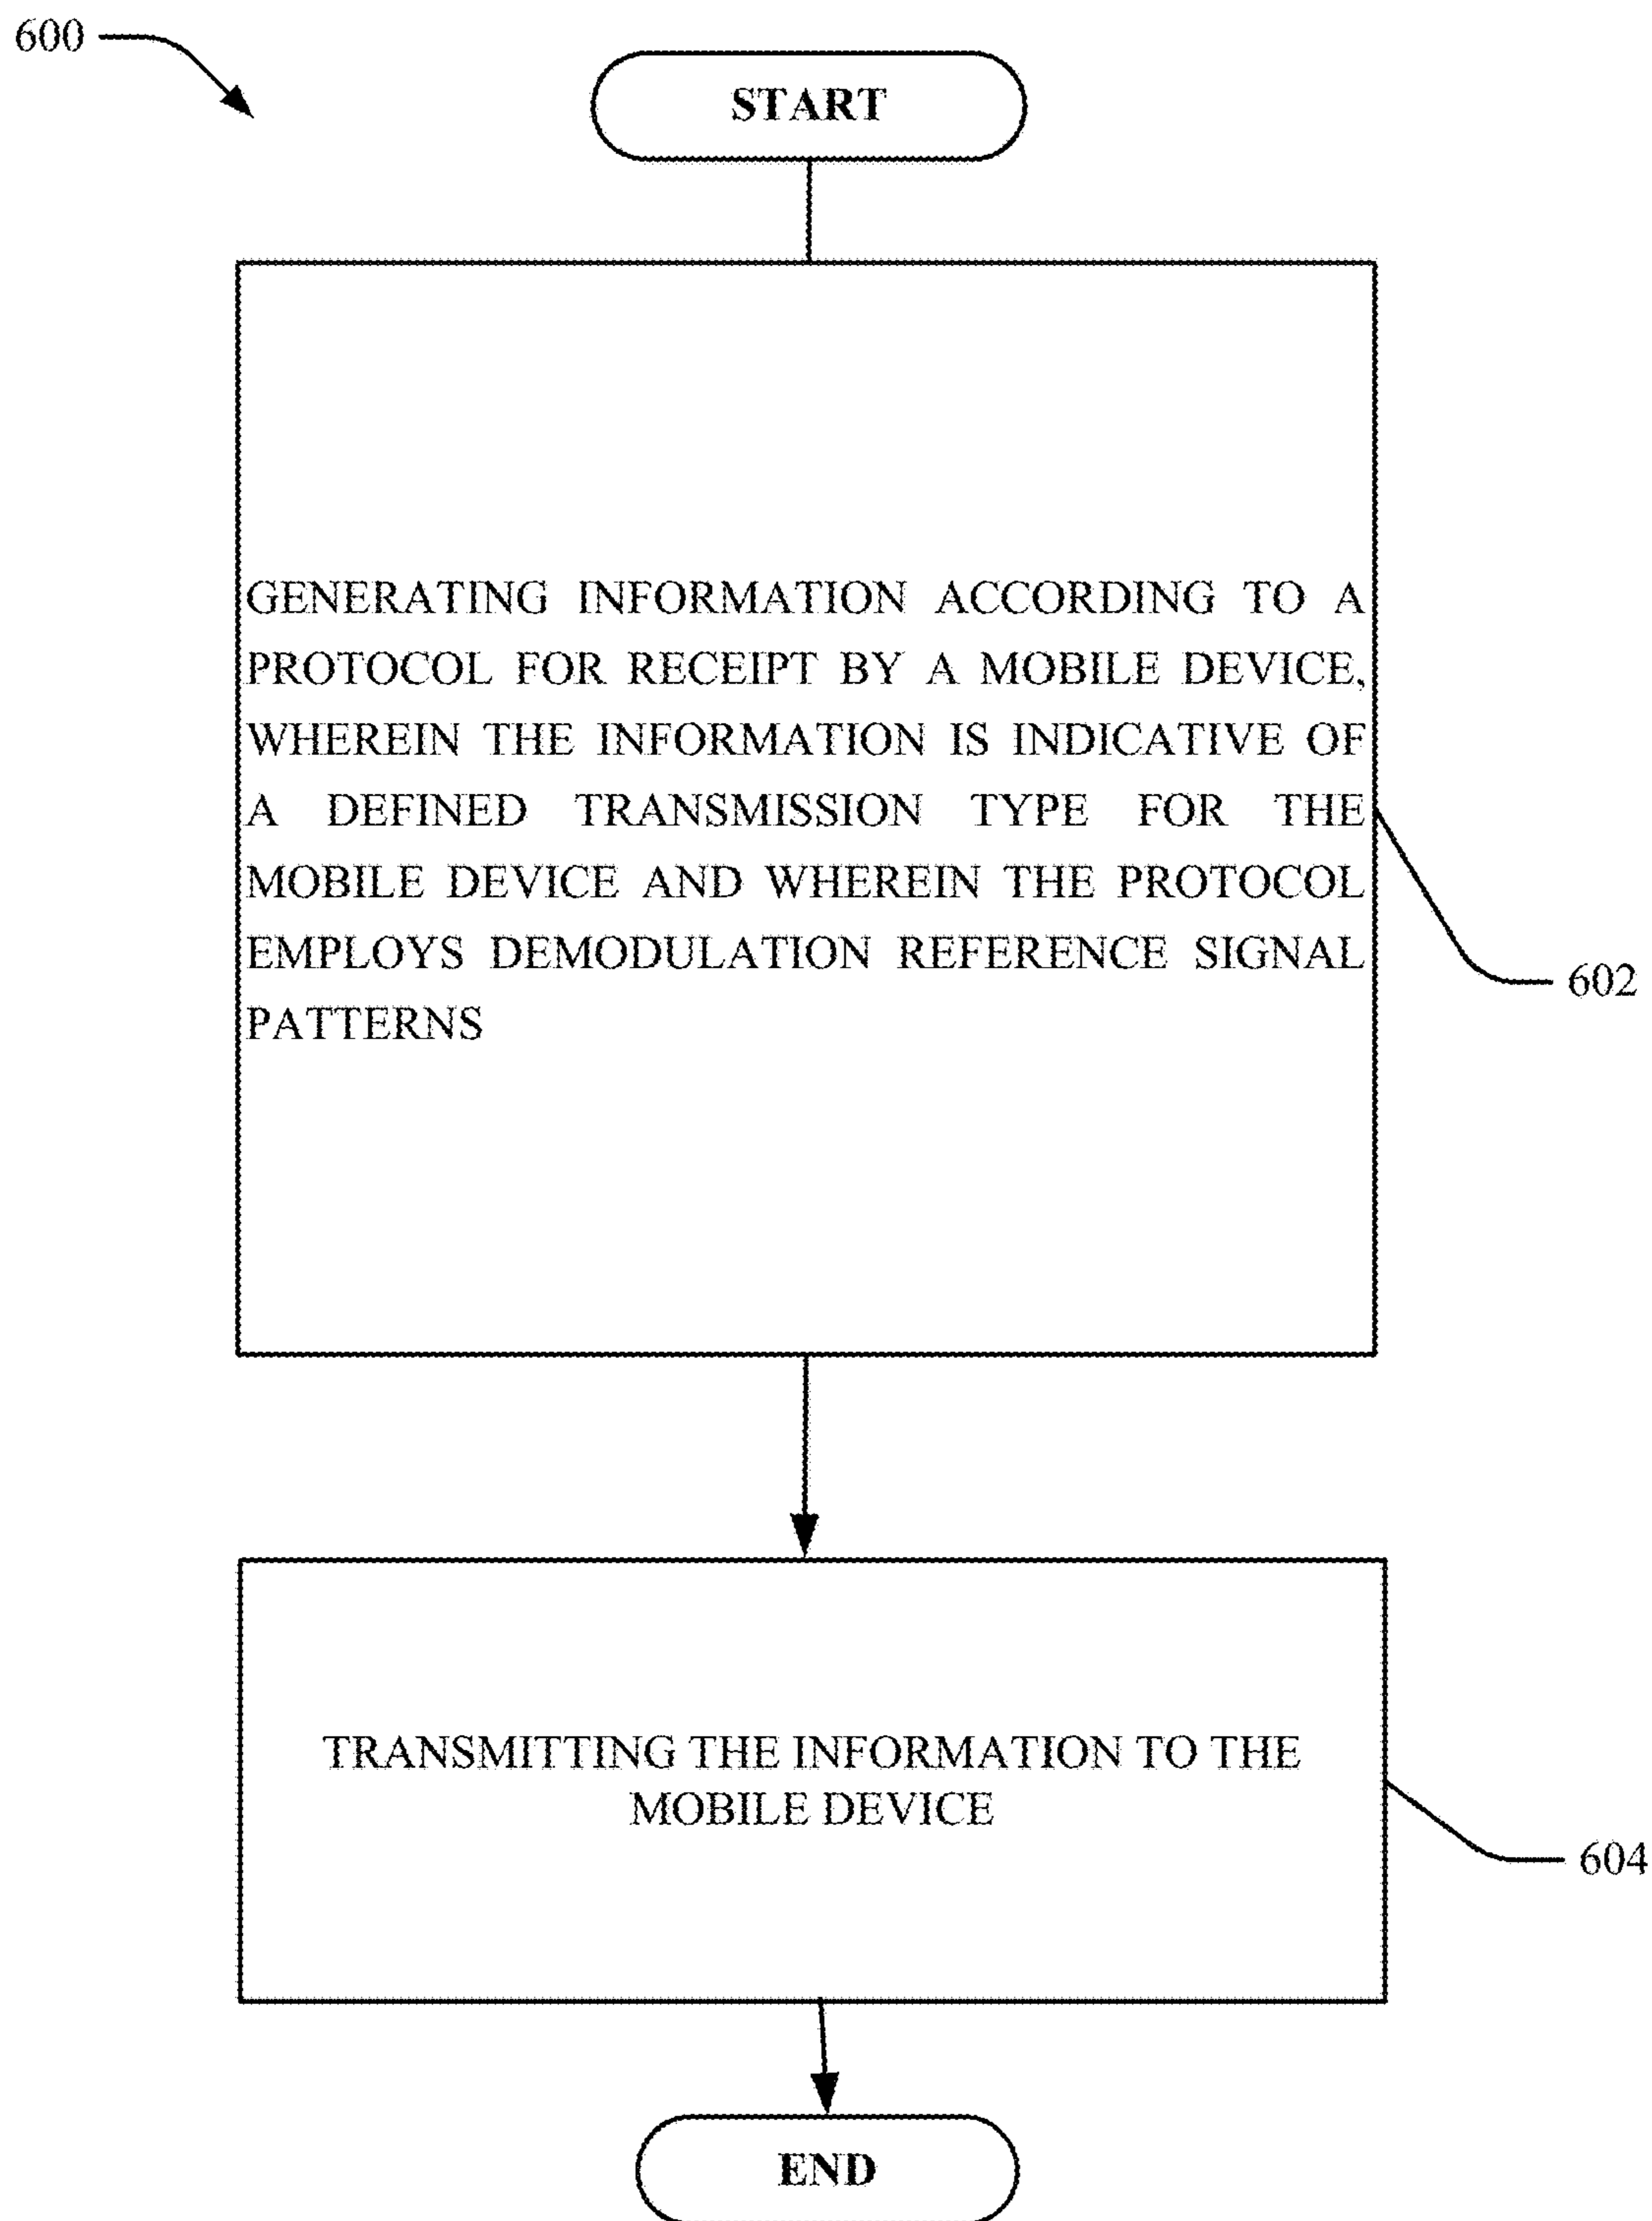 600
START
GENERATING INFORMATION ACCORDING TO A
PROTOCOL FOR RECEIPT BY A MOBILE DEVICE,
WHEREIN THE INFORMATION IS INDICATIVE OF
A DEFINED TRANSMISSION TYPE FOR THE
MOBILE DEVICE AND WHEREIN THE PROTOCOL
EMPLOYS DEMODULATION REFERENCE SIGNAL
PATTERNS
602
TRANSMITTING THE INFORMATION TO THE
MOBILE DEVICE
604
END